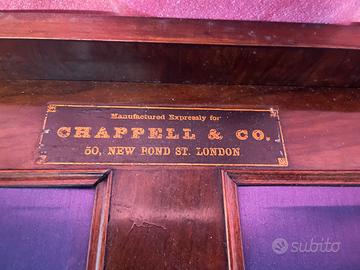 Manufactured Expressly for
CHAPPELL & CO.
50, NEW BOND ST. LONDON
subito